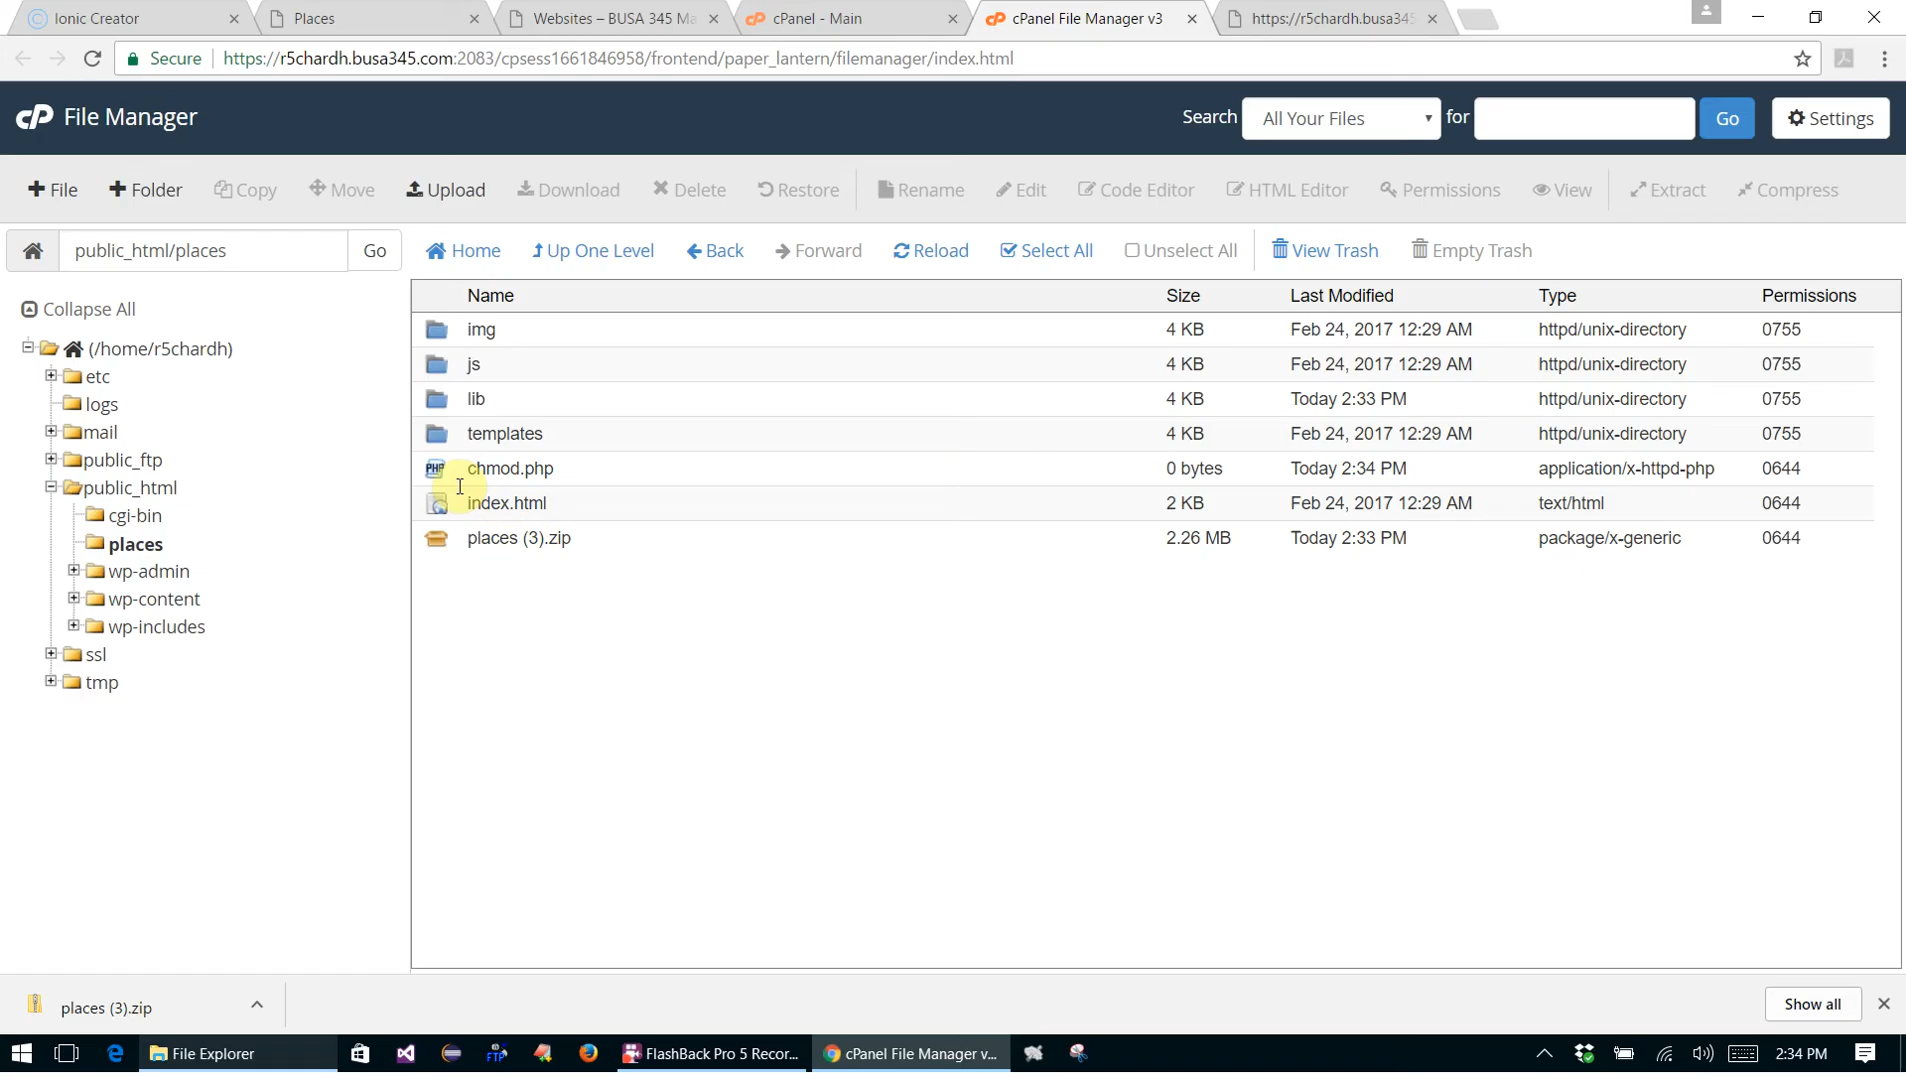 Ionic Creator
Places
Websites – BUSA 345 Ma
cPanel - Main
cPanel File Manager v3
https://r5chardh.busa345
Secure https://r5chardh.busa345.com:2083/cpsess1661846958/frontend/paper_lantern/filemanager/index.html
cP File Manager
Search All Your Files for Go Settings
File Folder Copy Move Upload Download Delete Restore Rename Edit Code Editor HTML Editor Permissions View Extract Compress
public_html/places Go Home Up One Level Back Forward Reload Select All Unselect All View Trash Empty Trash
Collapse All
(/home/r5chardh)
etc
logs
mail
public_ftp
public_html
cgi-bin
places
wp-admin
wp-content
wp-includes
ssl
tmp
Name Size Last Modified Type Permissions
img 4 KB Feb 24, 2017 12:29 AM httpd/unix-directory 0755
js 4 KB Feb 24, 2017 12:29 AM httpd/unix-directory 0755
lib 4 KB Today 2:33 PM httpd/unix-directory 0755
templates 4 KB Feb 24, 2017 12:29 AM httpd/unix-directory 0755
PHP chmod.php 0 bytes Today 2:34 PM application/x-httpd-php 0644
index.html 2 KB Feb 24, 2017 12:29 AM text/html 0644
places (3).zip 2.26 MB Today 2:33 PM package/x-generic 0644
places (3).zip Show all
File Explorer FTP FlashBack Pro 5 Recor... cPanel File Manager v... 2:34 PM